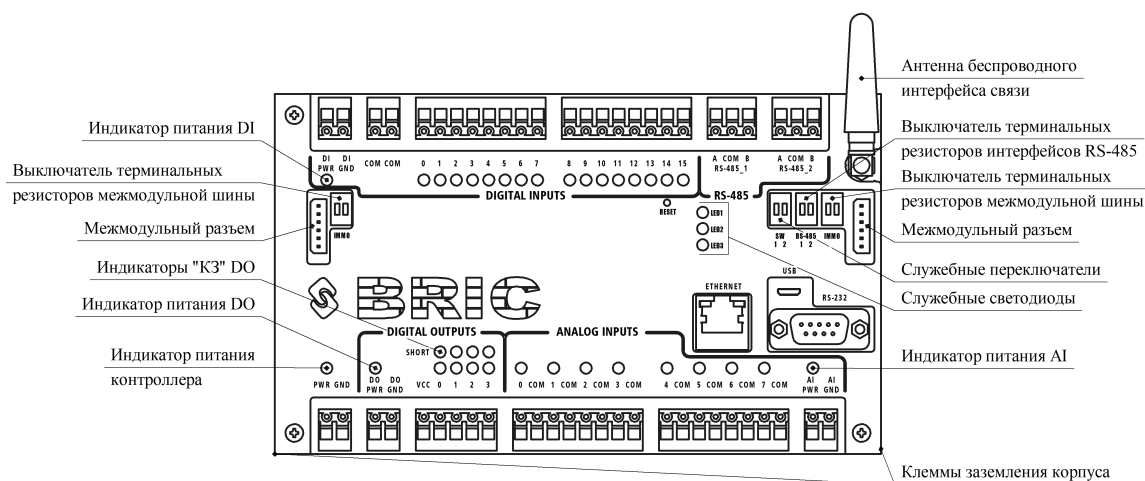 Антенна беспроводного
интерфейса связи
Индикатор питания DI
Выключатель терминальных
резисторов межмодульной шины
Межмодульный разъем
Индикаторы "КЗ" DO
Индикатор питания DO
Индикатор питания
контроллера
Выключатель терминальных
резисторов интерфейсов RS-485
Выключатель терминальных
резисторов межмодульной шины
Межмодульный разъем
Служебные переключатели
Служебные светодиоды
Индикатор питания AI
Клеммы заземления корпуса
DI DI COM COM 0 1 2 3 4 5 6 7 8 9 10 11 12 13 14 15 A COM B A COM B
PWR GND RS-485_1 RS-485_2
DIGITAL INPUTS RS-485
RESET LED1
LED2
LED3
IMMO SW RS-485 IMMO
1 2 1 2
BRIC
ETHERNET USB RS-232
DIGITAL OUTPUTS ANALOG INPUTS
SHORT
PWR GND DO DO VCC 0 1 2 3 0 COM 1 COM 2 COM 3 COM 4 COM 5 COM 6 COM 7 COM AI AI
PWR GND PWR GND